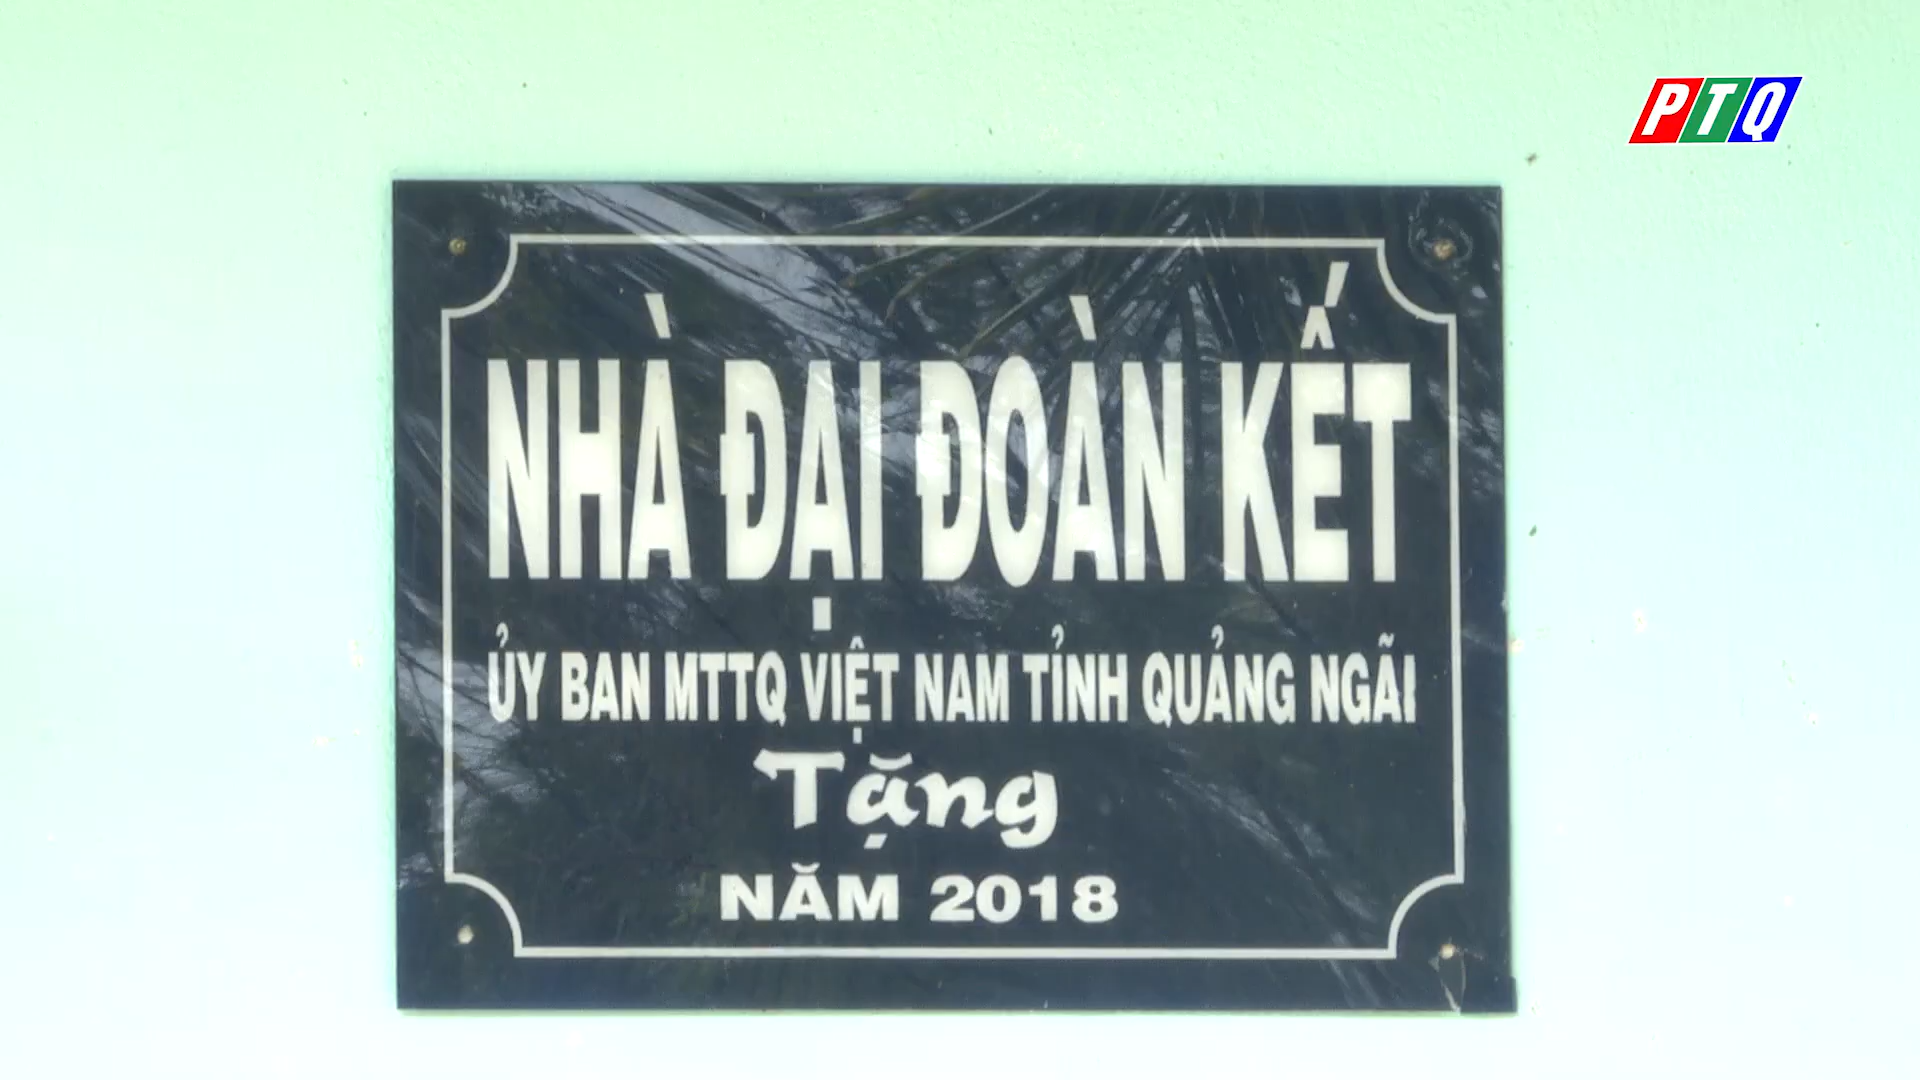 PTQ
NHÀ ĐẠI ĐOÀN KẾT
ỦY BAN MTTQ VIỆT NAM TỈNH QUẢNG NGÃI
Tặng
NĂM 2018